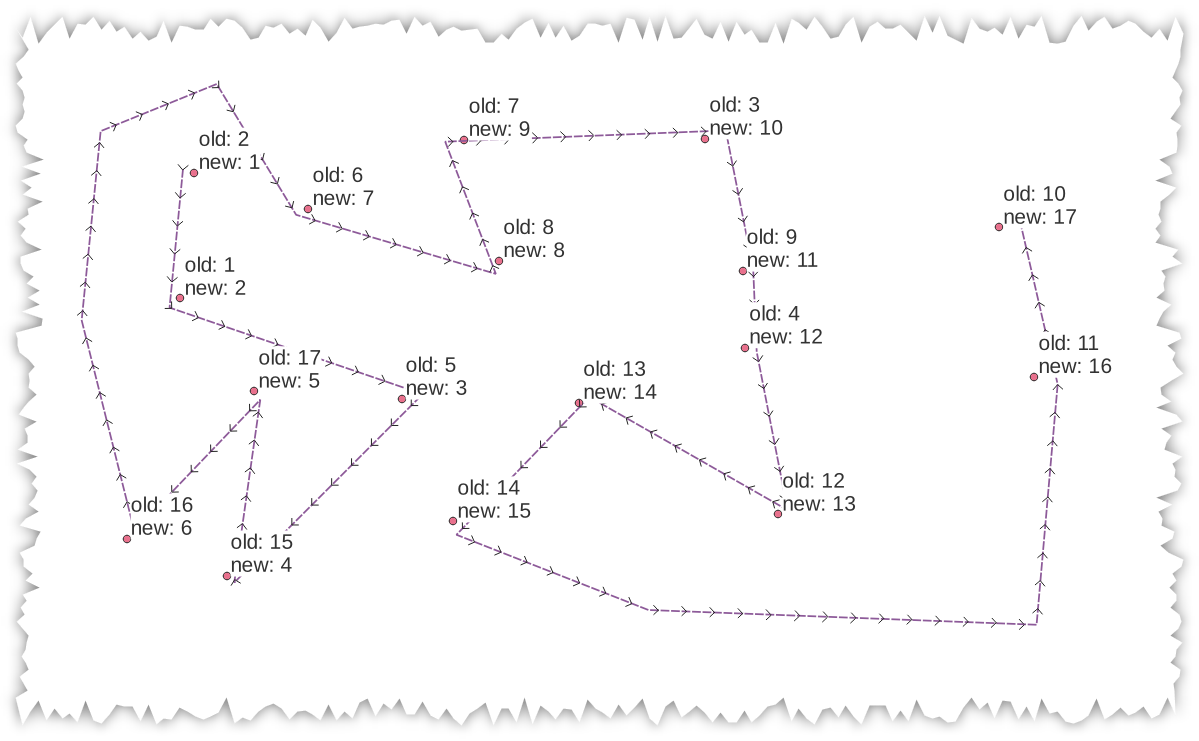 old: 7
new: 9
old: 3
new: 10
old: 2
new: 1
old: 6
new: 7
old: 10
new: 17
old: 8
new: 8
old: 9
new: 11
old: 1
new: 2
old: 4
new: 12
old: 11
new: 16
old: 17
new: 5
old: 5
new: 3
old: 13
new: 14
old: 12
new: 13
old: 14
new: 15
old: 16
new: 6
old: 15
new: 4